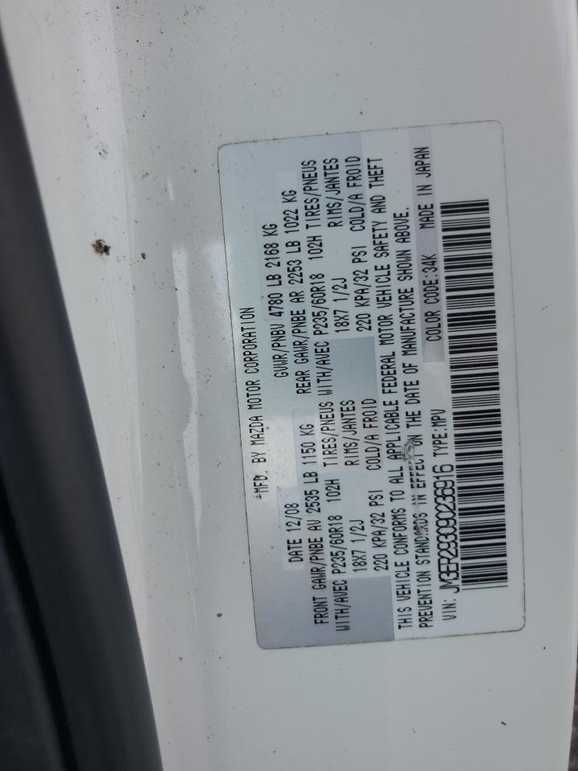 MFD. BY MAZDA MOTOR CORPORATION
DATE 12/08 GVWR/PNBV 4780 LB 2168 KG
FRONT GAWR/PNBE AV 2535 LB 1150 KG REAR GAWR/PNBE AR 2253 LB 1022 KG
WITH/AVEC P235/60R18 102H TIRES/PNEUS WITH/AVEC P235/60R18 102H TIRES/PNEUS
18X7 1/2J RIMS/JANTES 18X7 1/2J RIMS/JANTES
220 KPA/32 PSI COLD/A FROID 220 KPA/32 PSI COLD/A FROID
THIS VEHICLE CONFORMS TO ALL APPLICABLE FEDERAL MOTOR VEHICLE SAFETY AND THEFT
PREVENTION STANDARDS IN EFFECT ON THE DATE OF MANUFACTURE SHOWN ABOVE.
VIN: JM3ER293090236916 TYPE:MPV COLOR CODE:34K MADE IN JAPAN